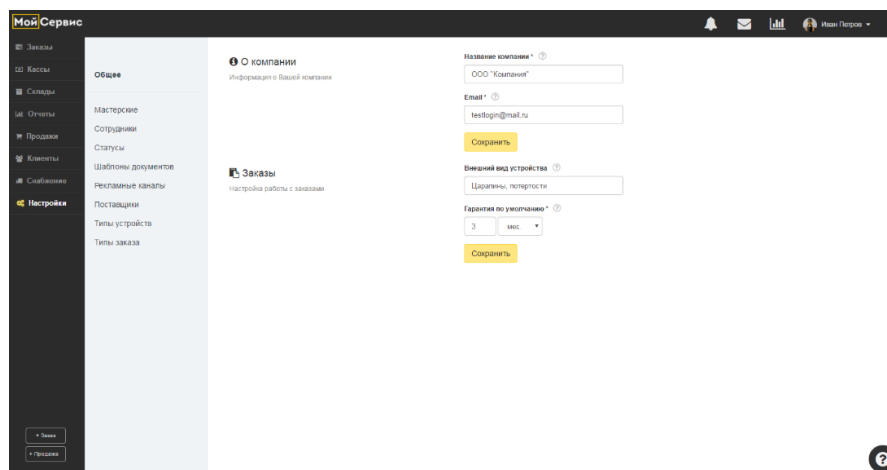 МойСервис
Иван Петров
Заказы
Кассы
Склады
Отчеты
Продажи
Клиенты
Снабжение
Настройки
+ Заказ
+ Продажа
Общее
Мастерские
Сотрудники
Статусы
Шаблоны документов
Рекламные каналы
Поставщики
Типы устройств
Типы заказа
О компании
Информация о Вашей компании
Название компании * ?
ООО "Компания"
Email * ?
testlogin@mail.ru
Сохранить
Заказы
Настройка работы с заказами
Внешний вид устройства ?
Царапины, потертости
Гарантия по умолчанию * ?
3 мес.
Сохранить
?